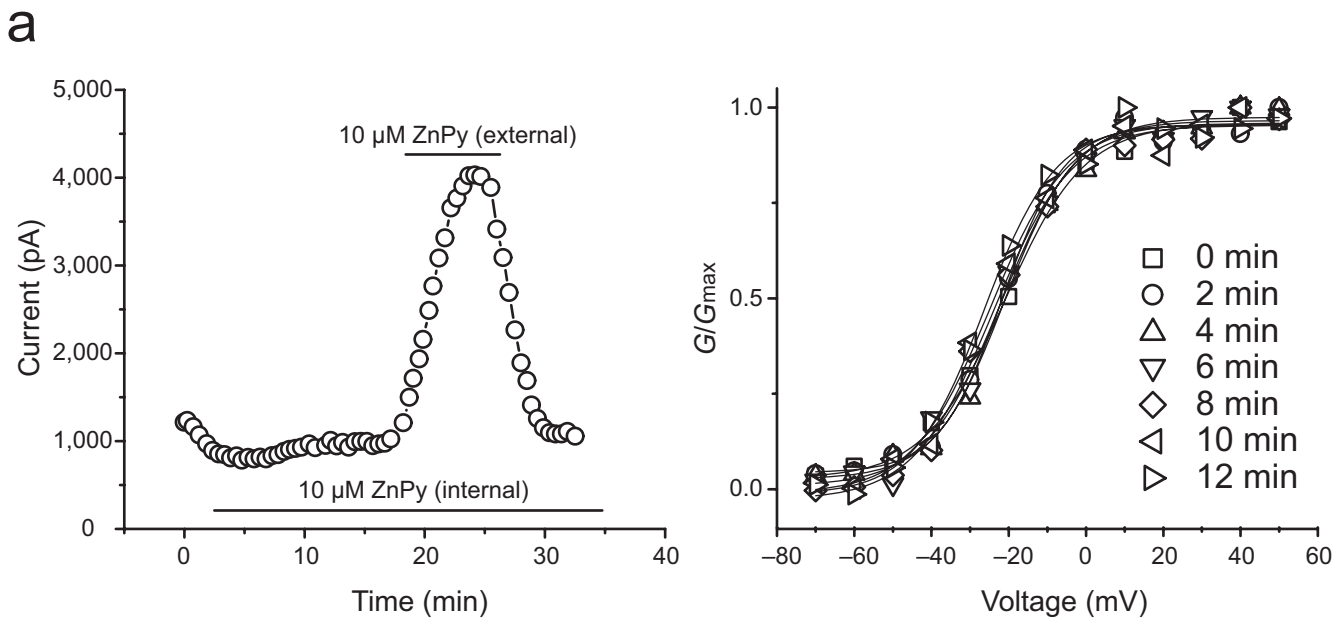 a
5,000
4,000
3,000
2,000
1,000
0
Current (pA)
10 µM ZnPy (external)
10 µM ZnPy (internal)
0 10 20 30 40
Time (min)
1.0
0.5
0.0
G/Gmax
0 min
2 min
4 min
6 min
8 min
10 min
12 min
–80 –60 –40 –20 0 20 40 60
Voltage (mV)